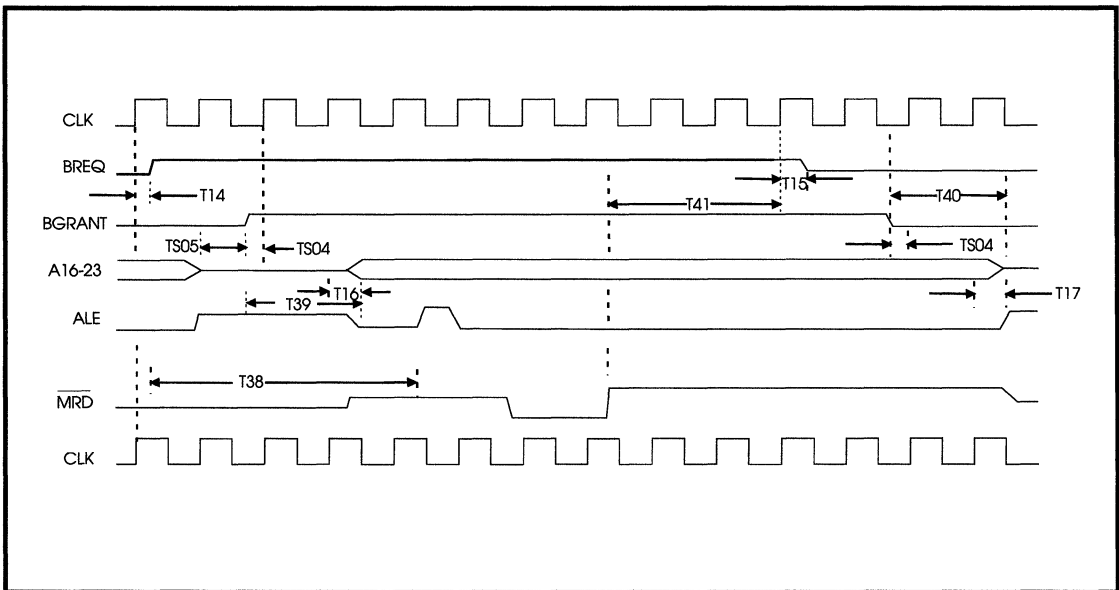 CLK
BREQ
T14
T15
T40
T41
BGRANT
TS05
TS04
TS04
A16-23
T16
T39
T17
ALE
T38
MRD
CLK